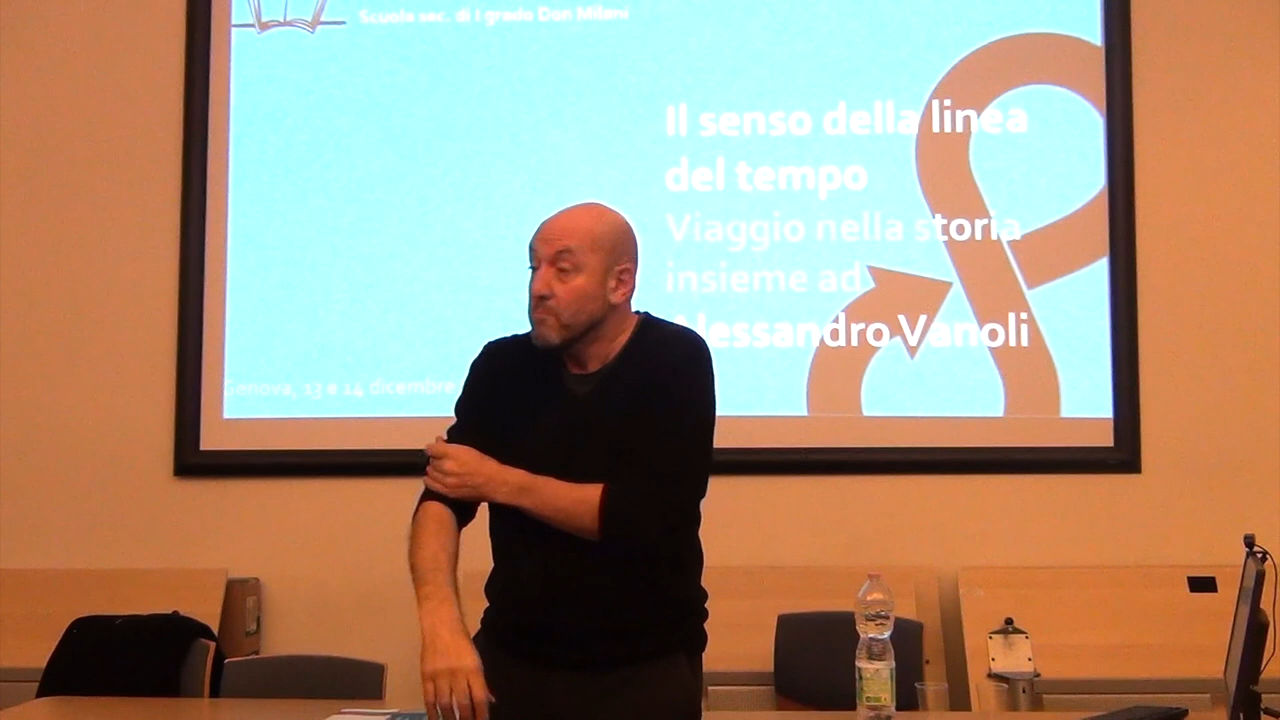 Scuola sec. di I grado Don Milani
Il senso della linea
del tempo
Viaggio nella storia
insieme ad
Alessandro Vanoli
Genova, 13 e 14 dicembre